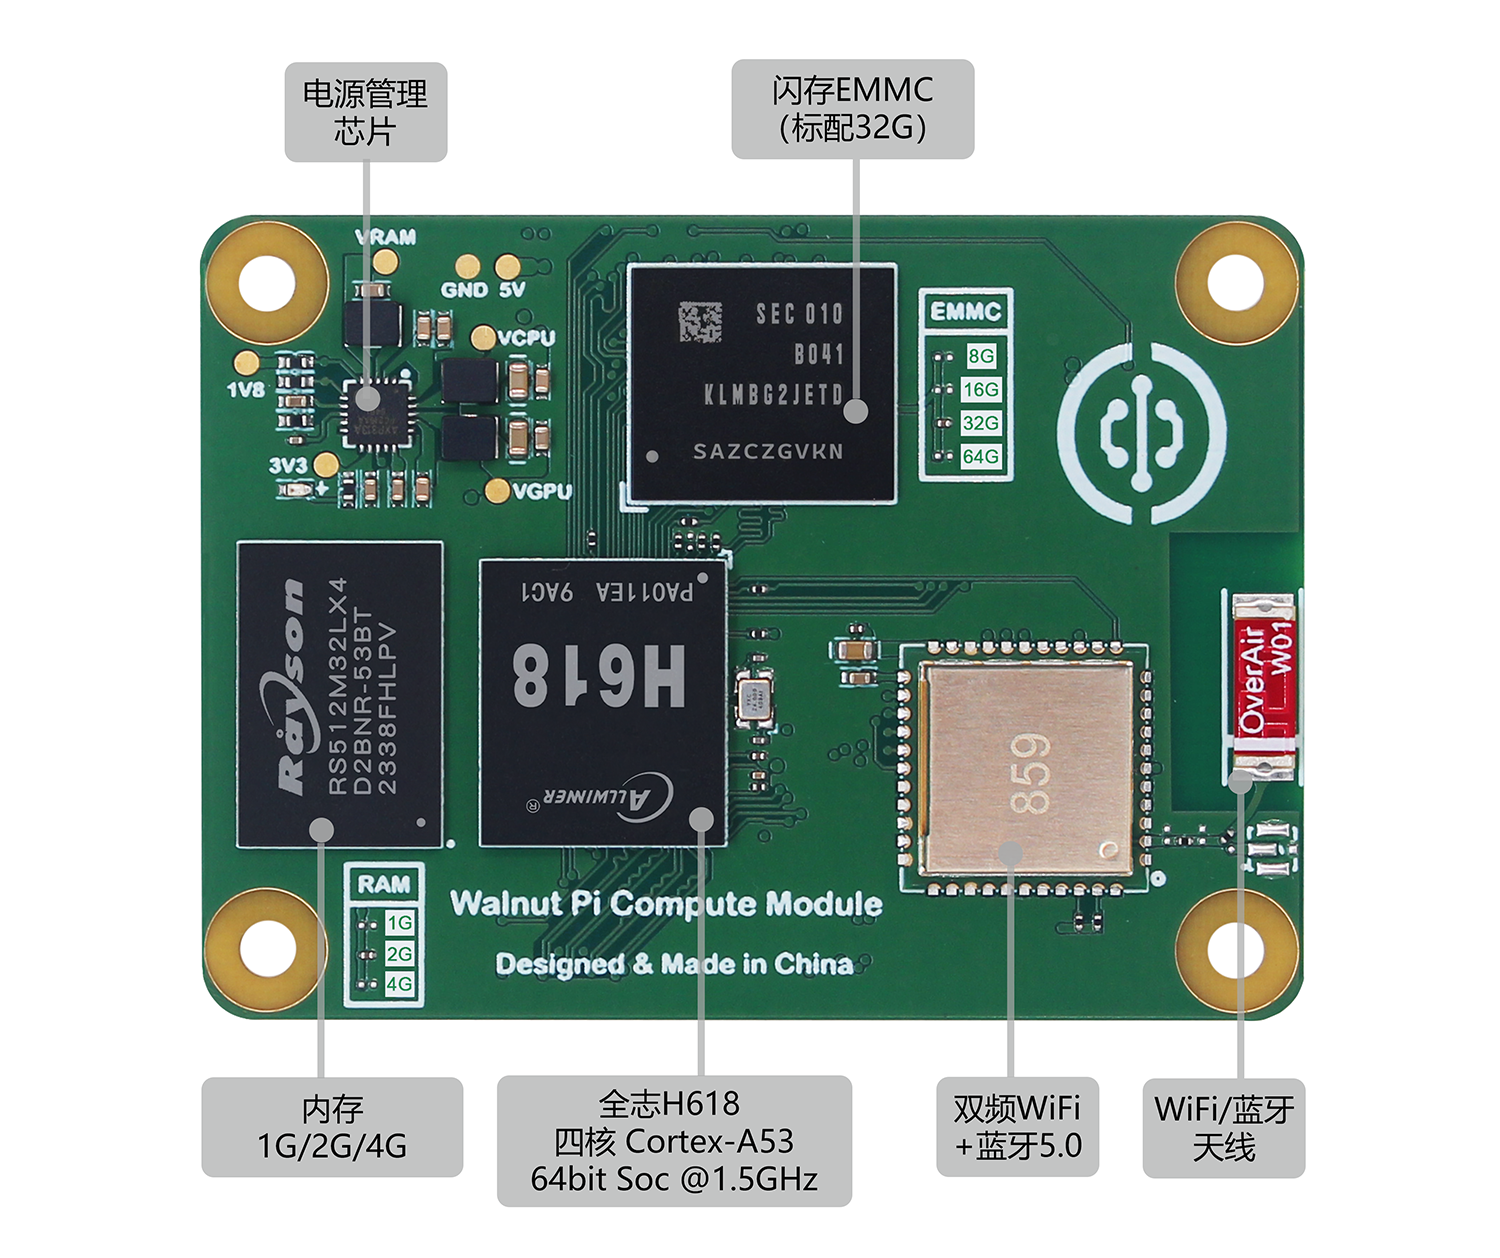 电源管理
芯片
闪存EMMC
（标配32G）
VRAM
GND 5V
VCPU
1V8
3V3
+
VGPU
SEC 010
B041
KLMBG2JETD
SAZCZGVKN
EMMC
8G
16G
32G
64G
Rayson
RS512M32LX4
D2BNR-53BT
2338FHLPV
PA011EA 9AC1
H618
ALLWINNER®
859
OverAir
W01
RAM
1G
2G
4G
Walnut Pi Compute Module
Designed & Made in China
内存
1G/2G/4G
全志H618
四核 Cortex-A53
64bit Soc @1.5GHz
双频WiFi
+蓝牙5.0
WiFi/蓝牙
天线